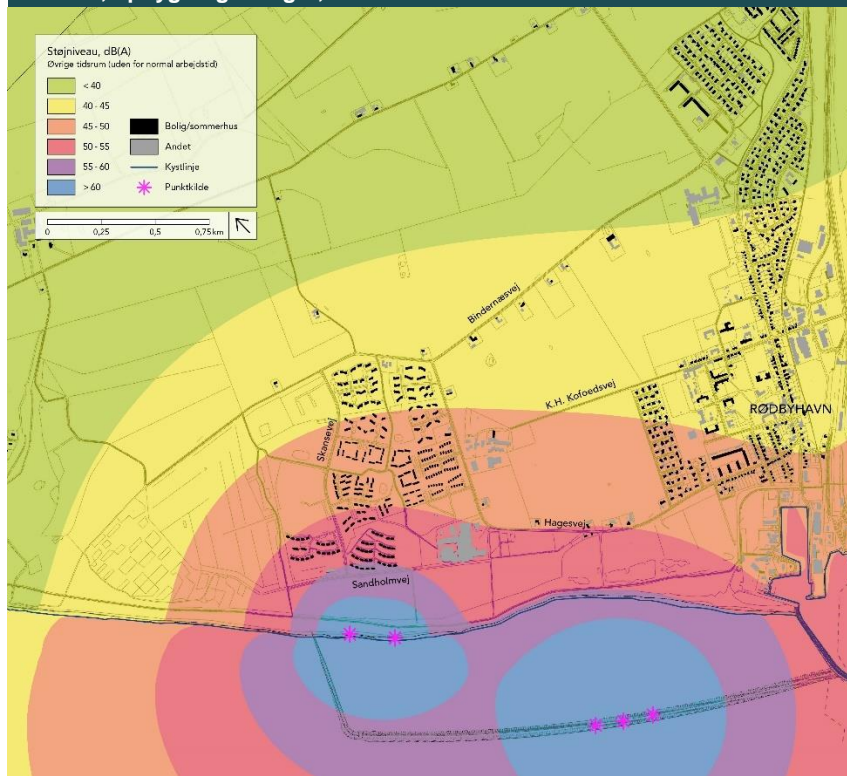 Støjniveau, dB(A)
Øvrige tidsrum (uden for normal arbejdstid)
< 40
40 - 45
45 - 50
50 - 55
55 - 60
> 60
Bolig/sommerhus
Andet
Kystlinje
Punktkilde
0 0,25 0,5 0,75 km
Bindernæsvej
K.H. Kofoedsvej
RØDBYHAVN
Skansevej
Hagesvej
Sandholmvej